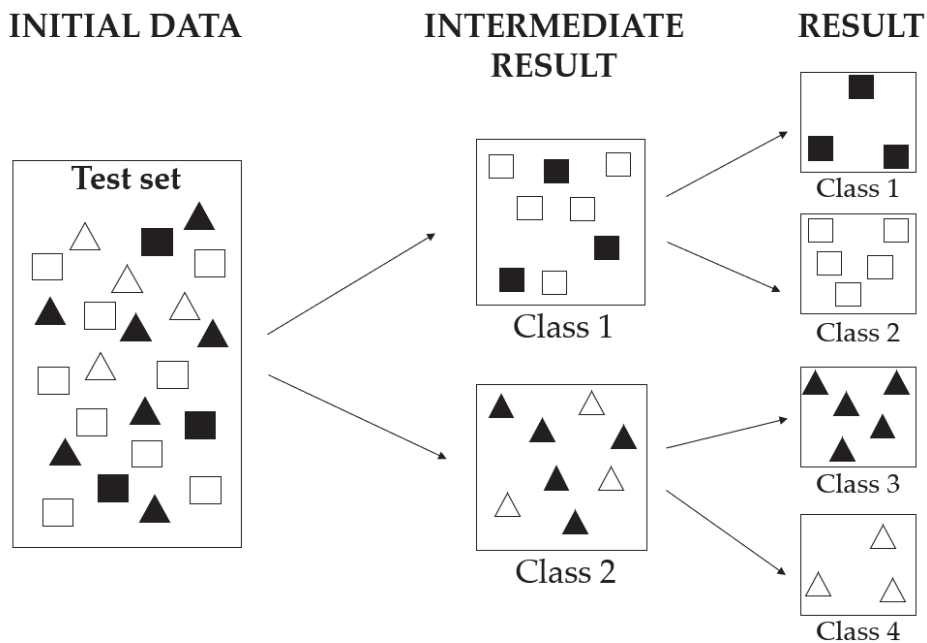 INITIAL DATA
INTERMEDIATE
RESULT
RESULT
Test set
Class 1
Class 2
Class 1
Class 2
Class 3
Class 4